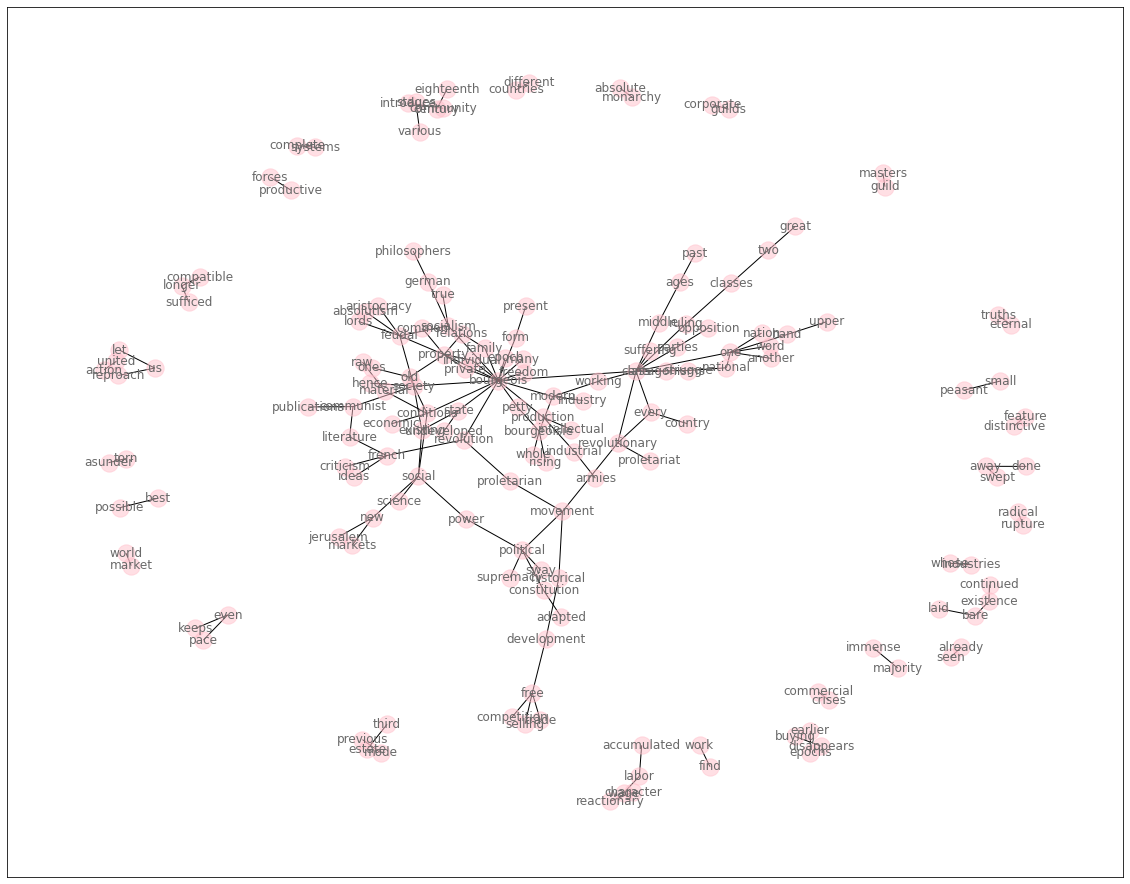 different
eighteenth
countries
absolute
monarchy
introduce
stages
community
century
corporate
guilds
various
complete
systems
forces
productive
masters
guild
great
philosophers
past
two
compatible
longer
sufficed
german
true
ages
classes
aristocracy
absolutism
lords
feudal
common
socialism
relations
present
form
middle
ruling
opposition
nation
hand
upper
truths
eternal
let
united
action
reproach
us
property
family
individual
private
epoch
many
freedom
suffering
parties
one
word
another
national
raw
ones
hence
material
old
society
bourgeois
class
struggle
working
modern
industry
peasant
small
publications
communist
economic
conditions
existing
state
developed
petty
production
bourgeoisie
intellectual
every
country
feature
distinctive
literature
revolution
revolutionary
criticism
ideas
french
whole
rising
industrial
proletariat
torn
asunder
away
done
swept
social
proletarian
armies
best
possible
science
new
power
movement
radical
rupture
jerusalem
markets
world
market
political
sway
supremacy
historical
constitution
whose
industries
continued
existence
laid
bare
even
keeps
pace
adapted
development
immense
majority
already
seen
free
competition
trade
selling
commercial
crises
third
previous
estate
mode
earlier
buying
disappears
epochs
accumulated
work
labor
find
character
wage
reactionary